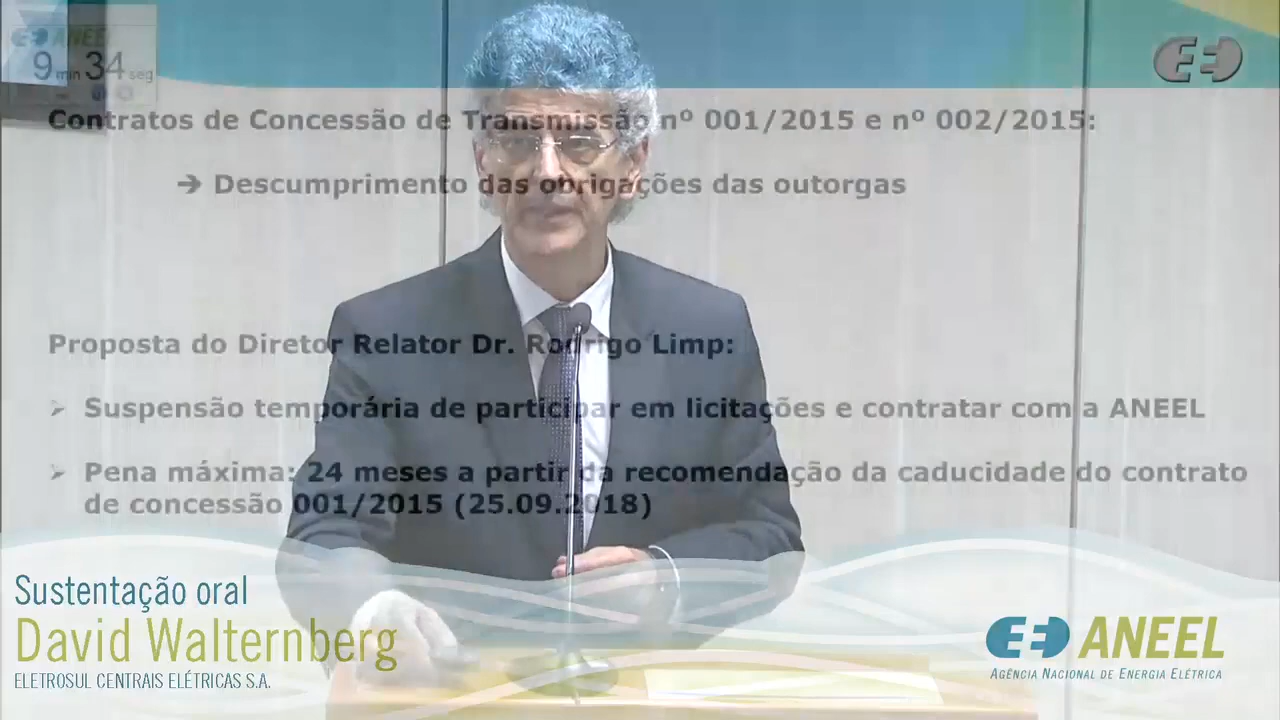 ANEEL
9 min 34 seg
Contratos de Concessão de Transmissão nº 001/2015 e nº 002/2015:
➔ Descumprimento das obrigações das outorgas
Proposta do Diretor Relator Dr. Rodrigo Limp:
➢ Suspensão temporária de participar em licitações e contratar com a ANEEL
➢ Pena máxima: 24 meses a partir da recomendação da caducidade do contrato
de concessão 001/2015 (25.09.2018)
Sustentação oral
David Walternberg
ELETROSUL CENTRAIS ELÉTRICAS S.A.
ANEEL
AGÊNCIA NACIONAL DE ENERGIA ELÉTRICA